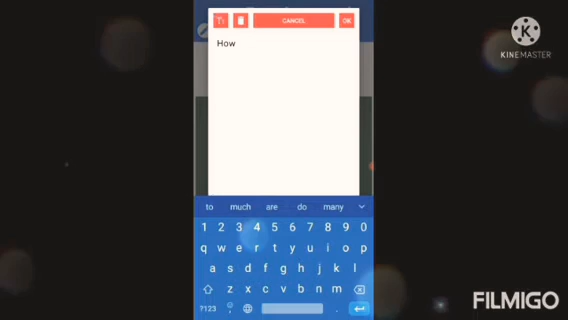 Tt CANCEL OK
How
K
KINEMASTER
to much are do many
1 2 3 4 5 6 7 8 9 0
q w e r t y u i o p
a s d f g h j k l
z x c v b n m
?123 , .
FILMIGO